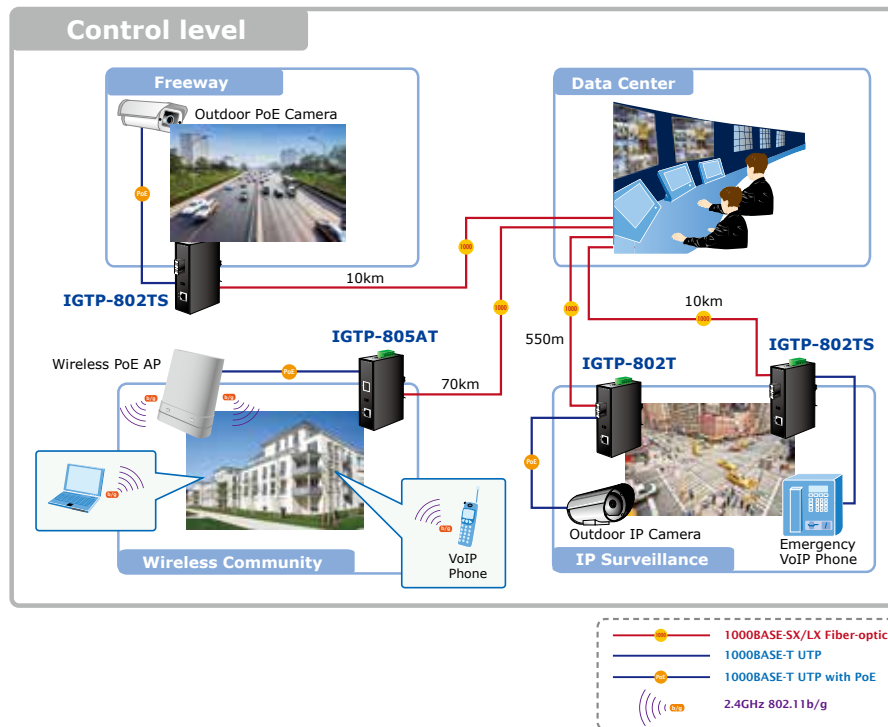 Control level
Freeway
Outdoor PoE Camera
PoE
IGTP-802TS
10km
1000
Data Center
1000
1000
1000
10km
550m
IGTP-802T
IGTP-802TS
IGTP-805AT
Wireless PoE AP
PoE
70km
b/g
b/g
b/g
b/g
VoIP
Phone
Wireless Community
PoE
Outdoor IP Camera
Emergency
VoIP Phone
IP Surveillance
1000
1000BASE-SX/LX Fiber-optic
1000BASE-T UTP
PoE
1000BASE-T UTP with PoE
b/g
2.4GHz 802.11b/g